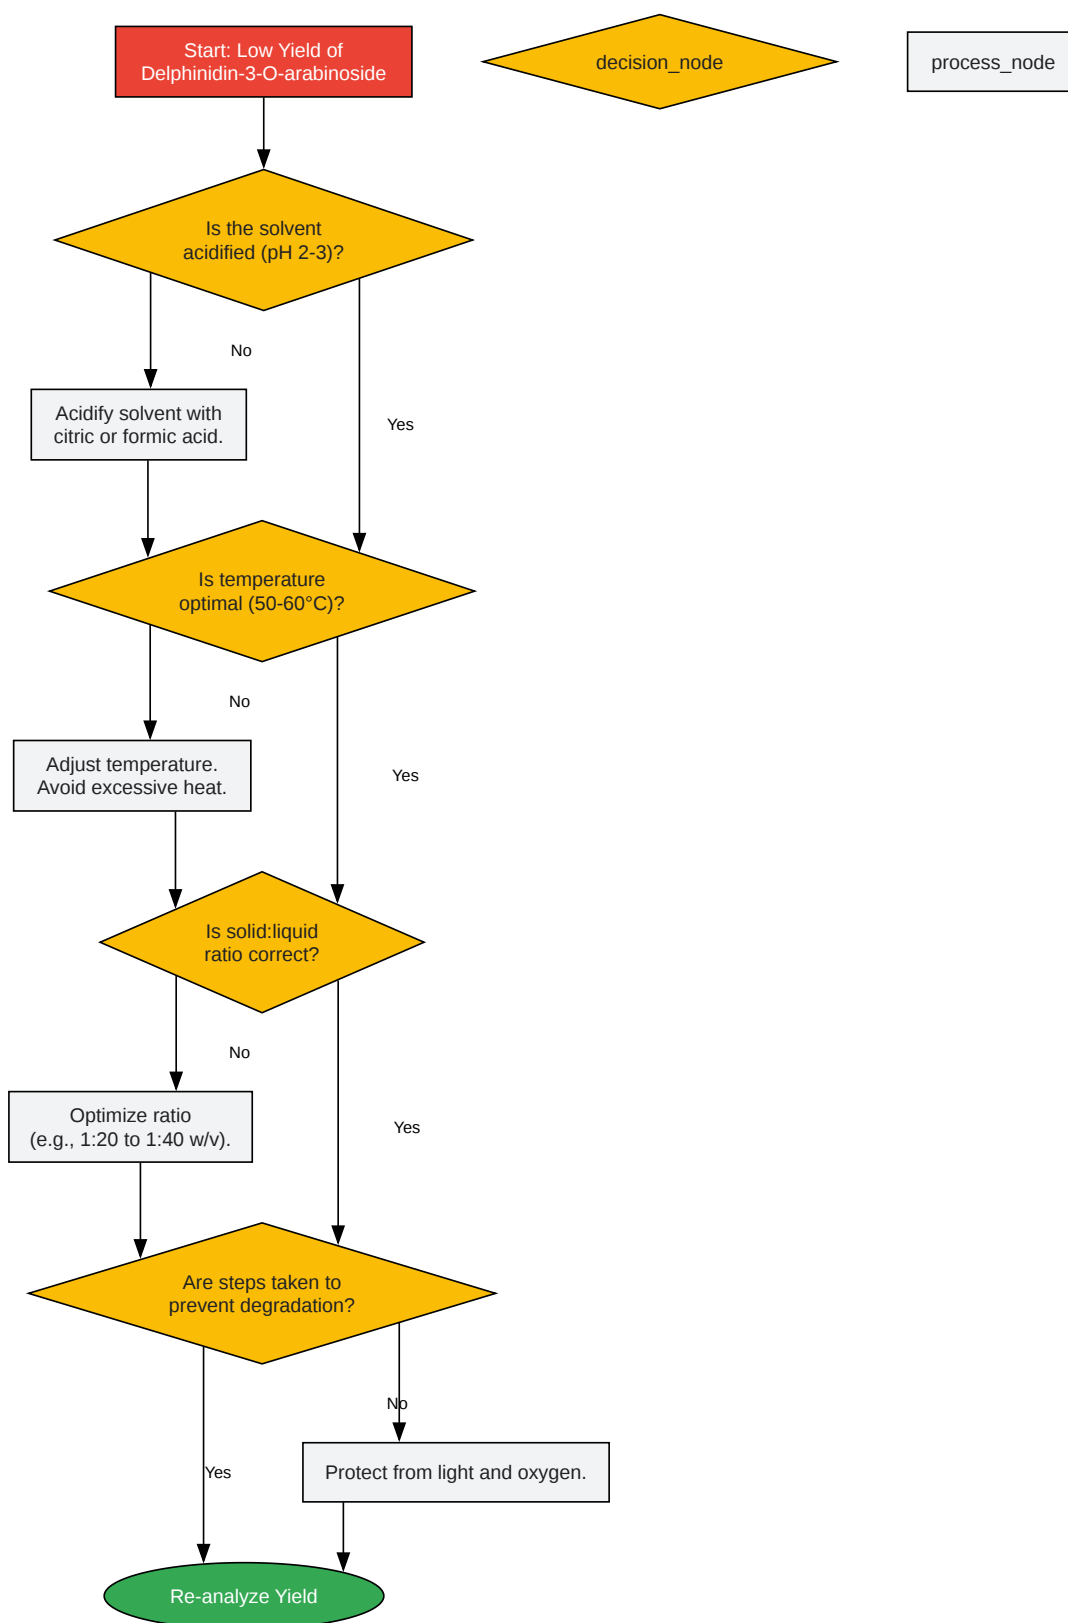 Start: Low Yield of
Delphinidin-3-O-arabinoside
decision_node
process_node
Is the solvent
acidified (pH 2-3)?
No
Yes
Acidify solvent with
citric or formic acid.
Is temperature
optimal (50-60°C)?
No
Yes
Adjust temperature.
Avoid excessive heat.
Is solid:liquid
ratio correct?
No
Yes
Optimize ratio
(e.g., 1:20 to 1:40 w/v).
Are steps taken to
prevent degradation?
No
Yes
Protect from light and oxygen.
Re-analyze Yield